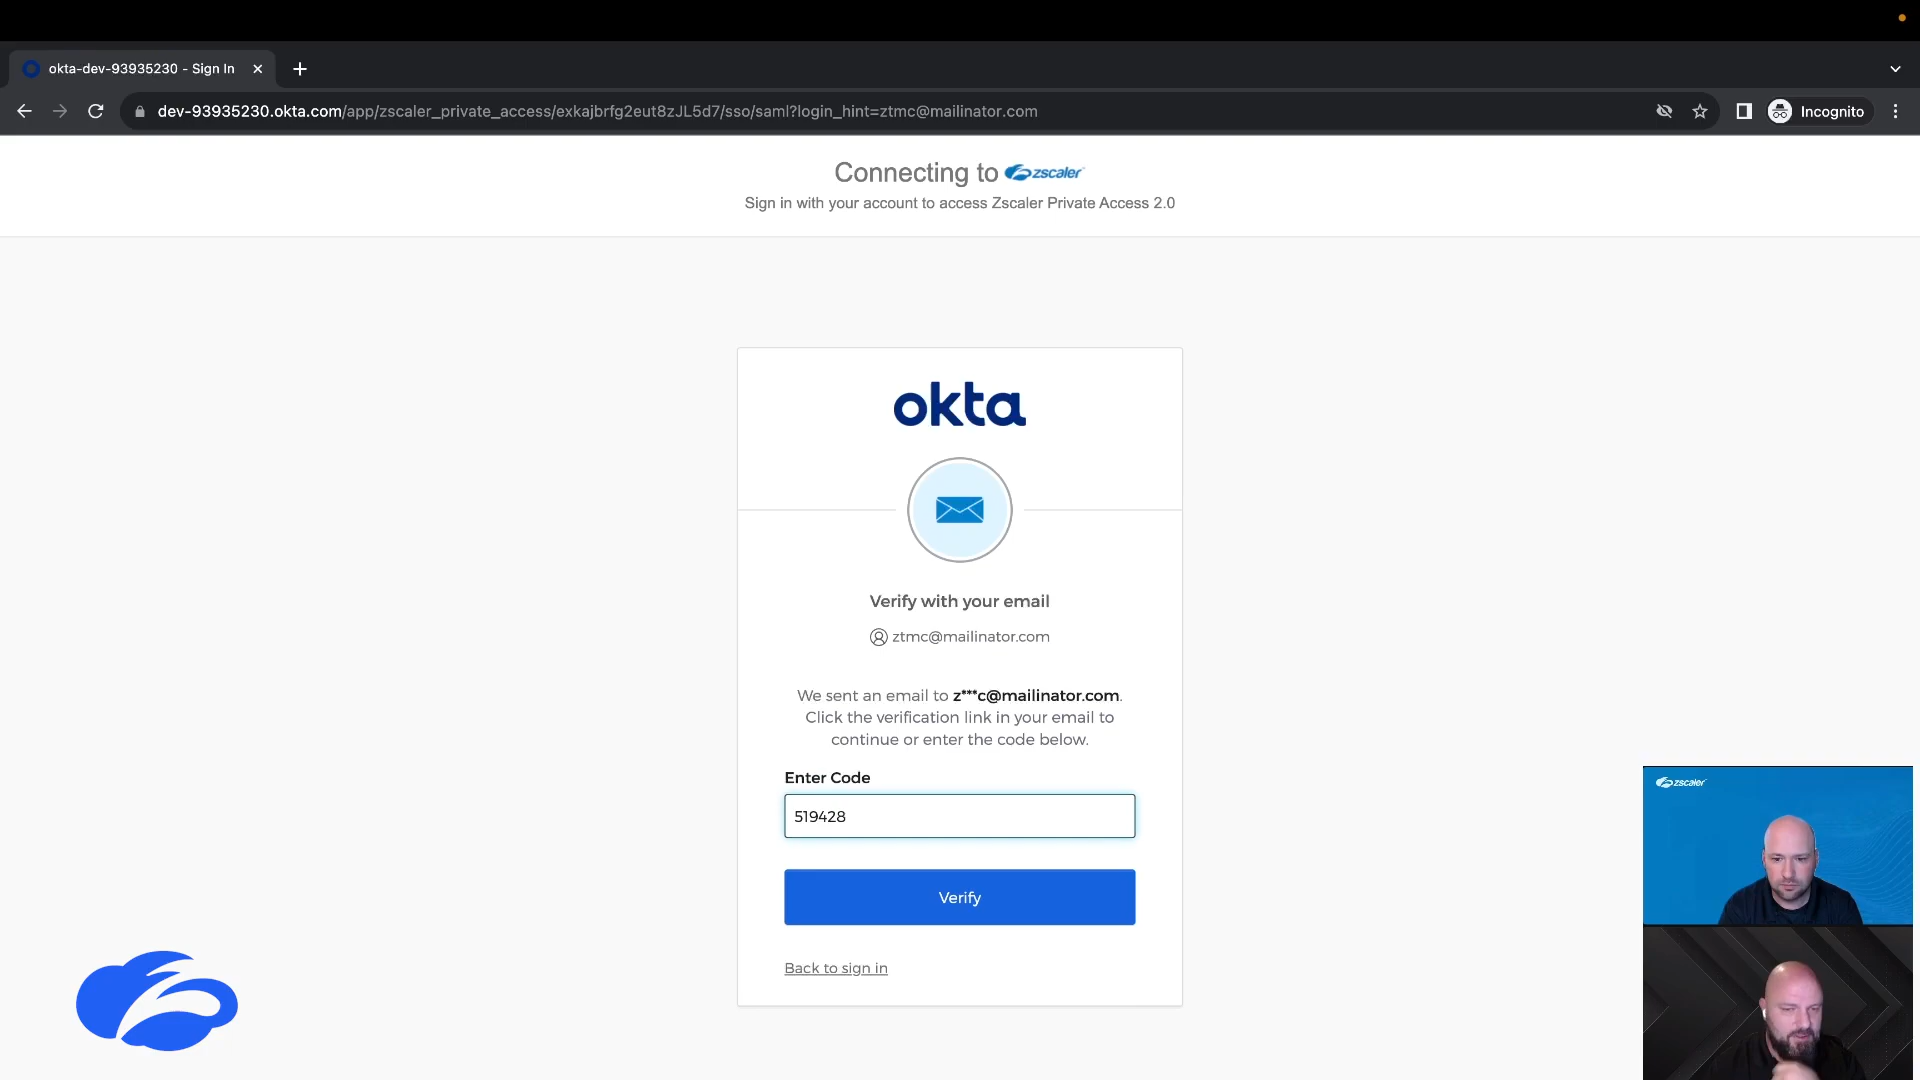 okta-dev-93935230 - Sign In
dev-93935230.okta.com/app/zscaler_private_access/exkajbrfg2eut8zJL5d7/sso/saml?login_hint=ztmc@mailinator.com
Incognito
Connecting to zscaler
Sign in with your account to access Zscaler Private Access 2.0
okta
Verify with your email
ztmc@mailinator.com
We sent an email to z***c@mailinator.com.
Click the verification link in your email to
continue or enter the code below.
Enter Code
519428
Verify
Back to sign in
zscaler